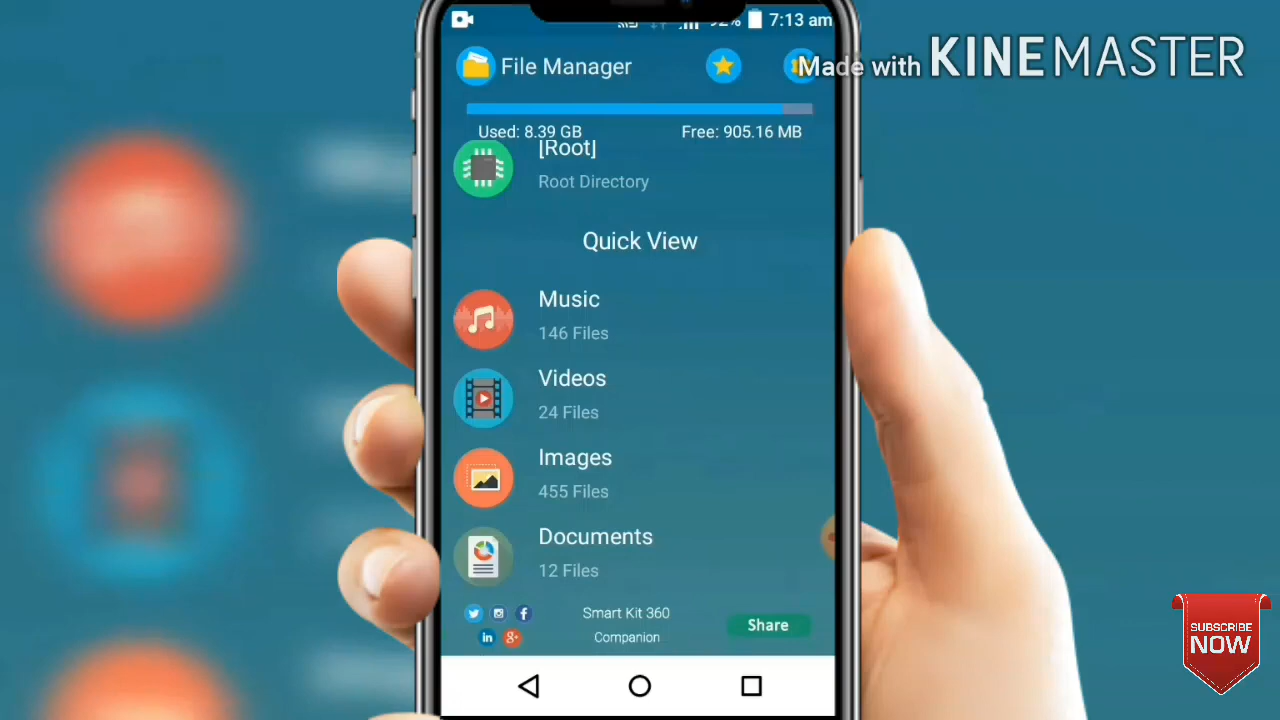 92% 7:13 am
File Manager
Made with KINEMASTER
Used: 8.39 GB Free: 905.16 MB
[Root]
Root Directory
Quick View
Music
146 Files
Videos
24 Files
Images
455 Files
Documents
12 Files
Smart Kit 360
Companion
Share
SUBSCRIBE
NOW